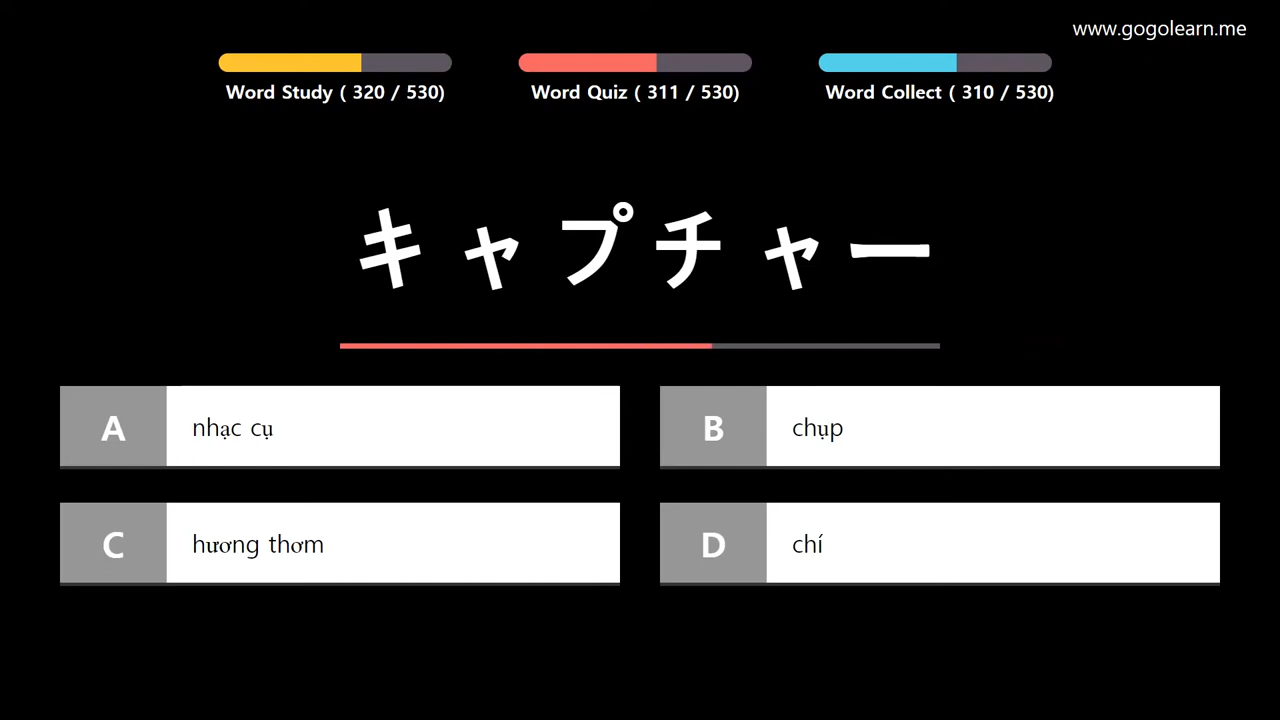 www.gogolearn.me
Word Study ( 320 / 530)
Word Quiz ( 311 / 530)
Word Collect ( 310 / 530)
キャプチャー
A nhạc cụ
B chụp
C hương thơm
D chí